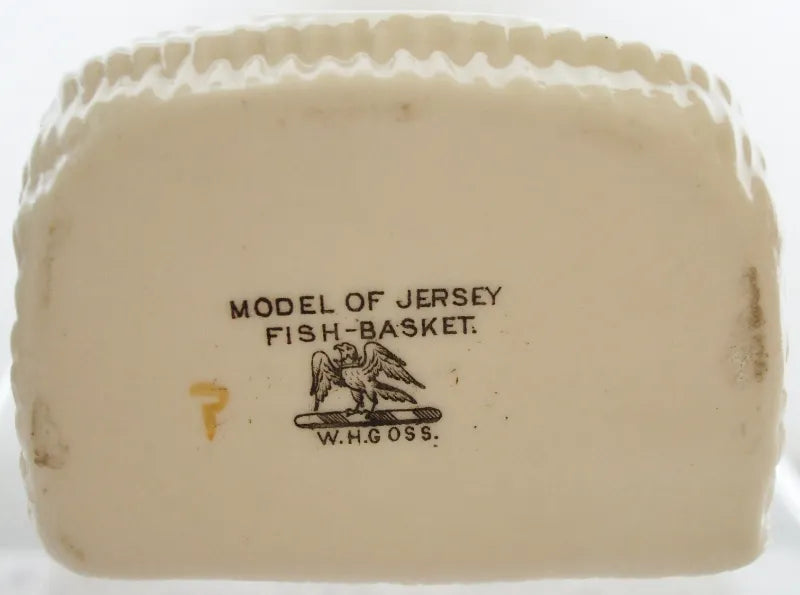 MODEL OF JERSEY
FISH-BASKET.
W.H.GOSS.